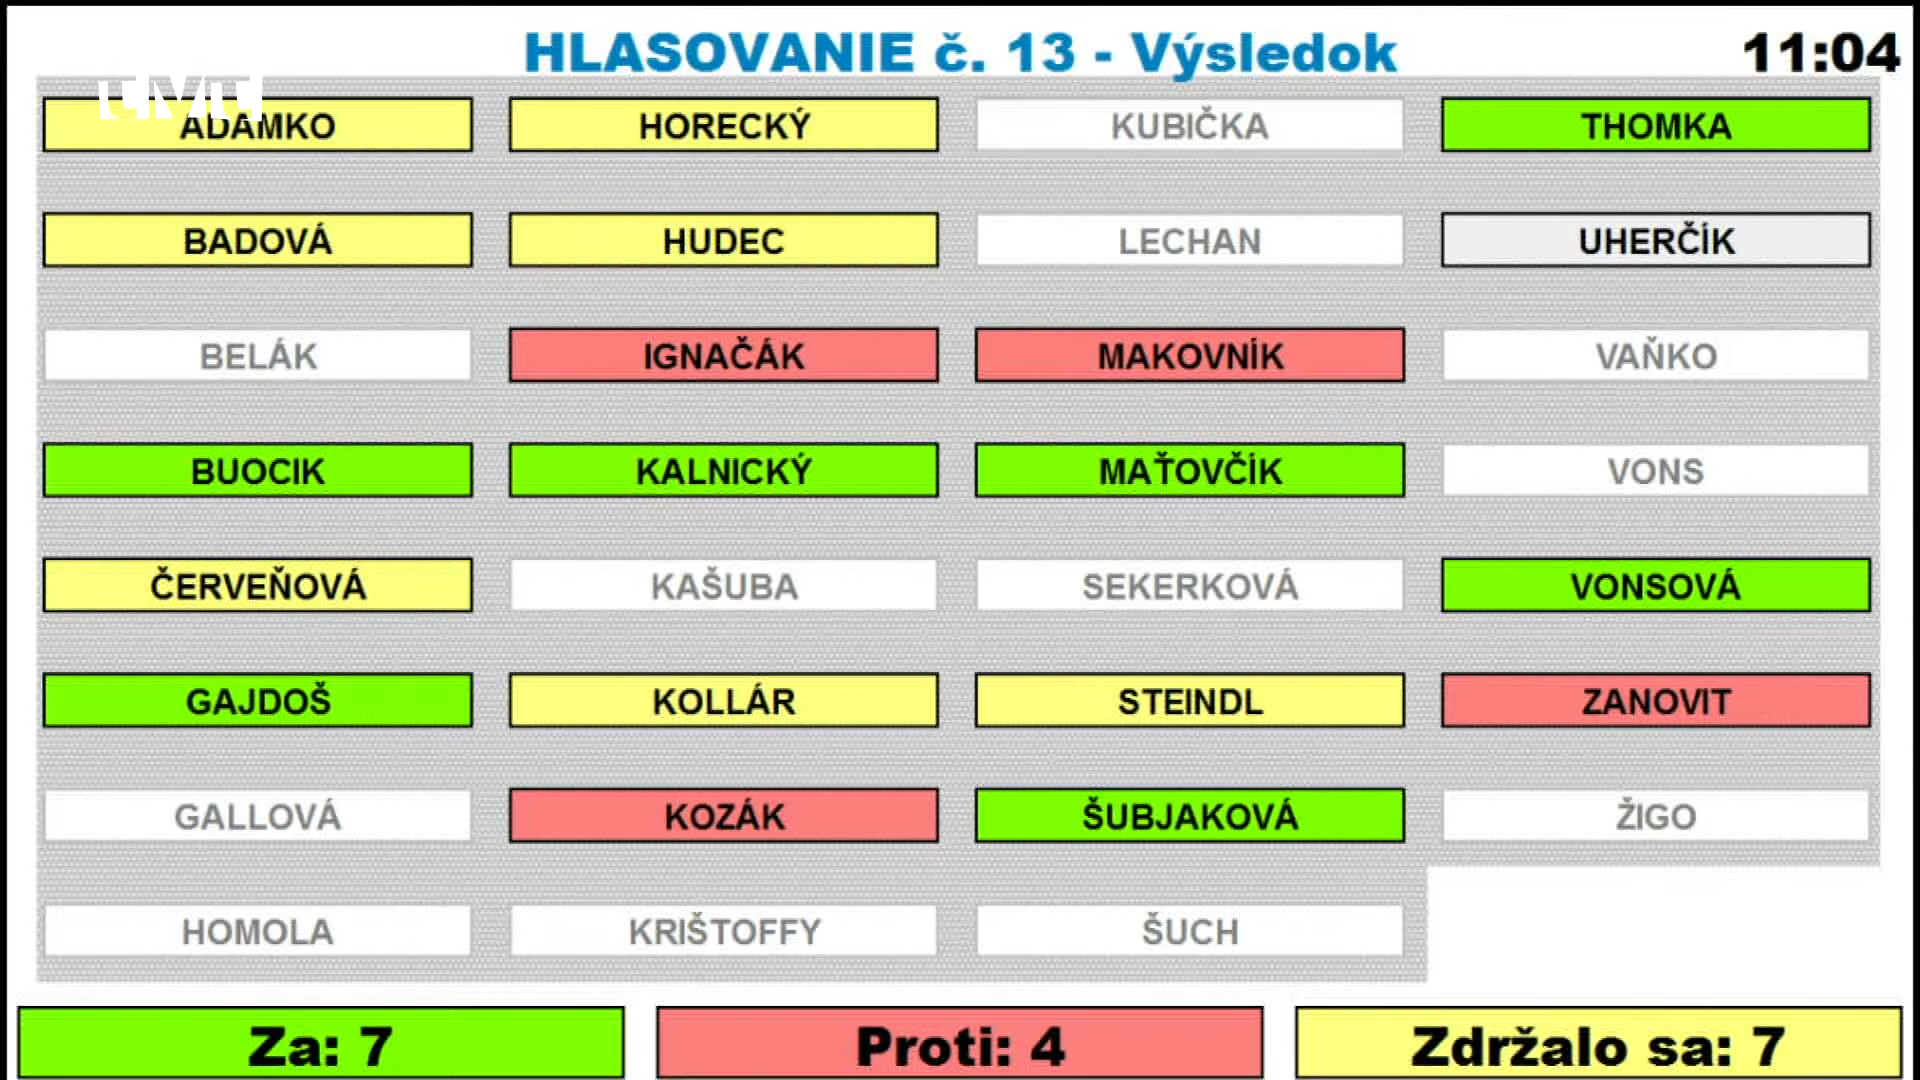 HLASOVANIE č. 13 - Výsledok 11:04
ADAMKO HORECKÝ KUBIČKA THOMKA
BADOVÁ HUDEC LECHAN UHERČÍK
BELÁK IGNAČÁK MAKOVNÍK VAŇKO
BUOCIK KALNICKÝ MAŤOVČÍK VONS
ČERVEŇOVÁ KAŠUBA SEKERKOVÁ VONSOVÁ
GAJDOŠ KOLLÁR STEINDL ZANOVIT
GALLOVÁ KOZÁK ŠUBJAKOVÁ ŽIGO
HOMOLA KRIŠTOFFY ŠUCH
Za: 7 Proti: 4 Zdržalo sa: 7